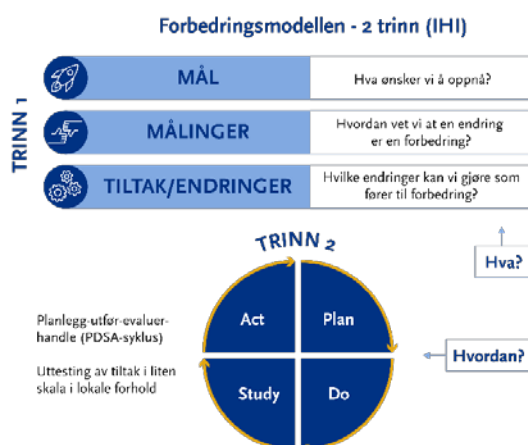 Forbedringsmodellen - 2 trinn (IHI)
TRINN 1
MÅL
Hva ønsker vi å oppnå?
MÅLINGER
Hvordan vet vi at en endring
er en forbedring?
TILTAK/ENDRINGER
Hvilke endringer kan vi gjøre som
fører til forbedring?
Hva?
TRINN 2
Act
Plan
Study
Do
Planlegg-utfør-evaluer-
handle (PDSA-syklus)
Uttesting av tiltak i liten
skala i lokale forhold
Hvordan?